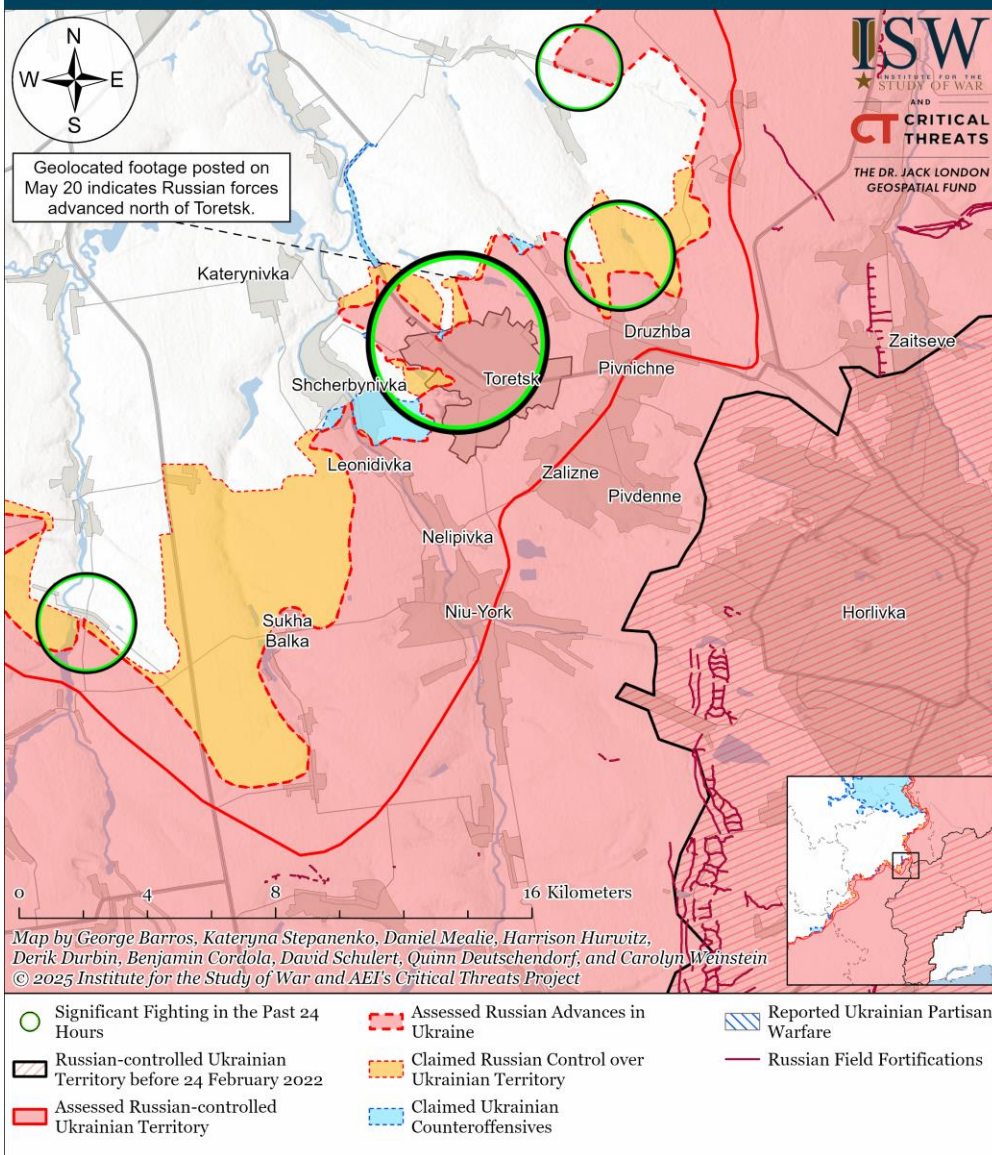 N
W
E
S
ISW
INSTITUTE FOR THE
STUDY OF WAR
AND
CT CRITICAL
THREATS
THE DR. JACK LONDON
GEOSPATIAL FUND
Geolocated footage posted on
May 20 indicates Russian forces
advanced north of Toretsk.
Katerynivka
Druzhba
Zaitseve
Pivnichne
Shcherbynivka
Toretsk
Leonidivka
Zalizne
Pivdenne
Nelipivka
Niu-York
Horlivka
Sukha
Balka
0 4 8 16 Kilometers
Map by George Barros, Kateryna Stepanenko, Daniel Mealie, Harrison Hurwitz,
Derik Durbin, Benjamin Cordola, David Schulert, Quinn Deutschendorf, and Carolyn Weinstein
© 2025 Institute for the Study of War and AEI's Critical Threats Project
Significant Fighting in the Past 24
Hours
Russian-controlled Ukrainian
Territory before 24 February 2022
Assessed Russian-controlled
Ukrainian Territory
Assessed Russian Advances in
Ukraine
Claimed Russian Control over
Ukrainian Territory
Claimed Ukrainian
Counteroffensives
Reported Ukrainian Partisan
Warfare
Russian Field Fortifications